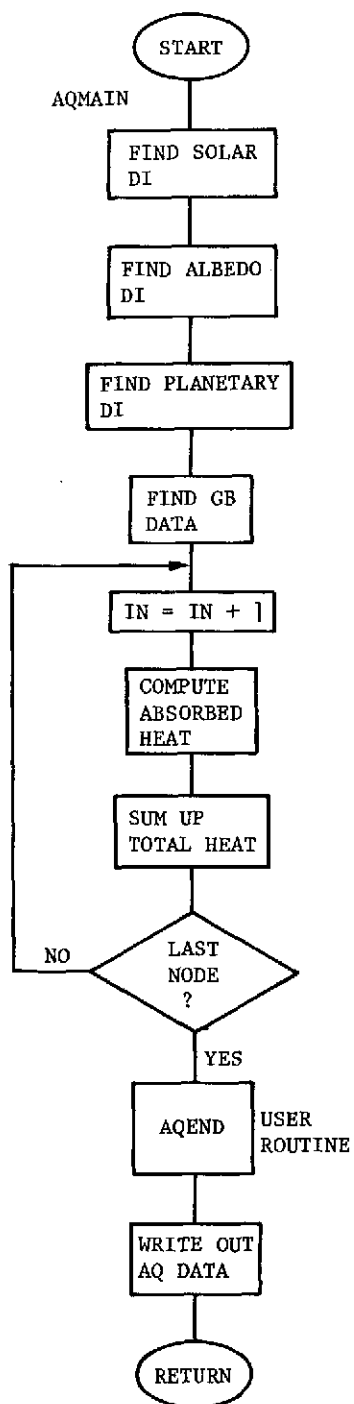 START
AQMAIN
FIND SOLAR
DI
FIND ALBEDO
DI
FIND PLANETARY
DI
FIND GB
DATA
IN = IN + 1
COMPUTE
ABSORBED
HEAT
SUM UP
TOTAL HEAT
NO
LAST
NODE
?
YES
AQEND
USER
ROUTINE
WRITE OUT
AQ DATA
RETURN